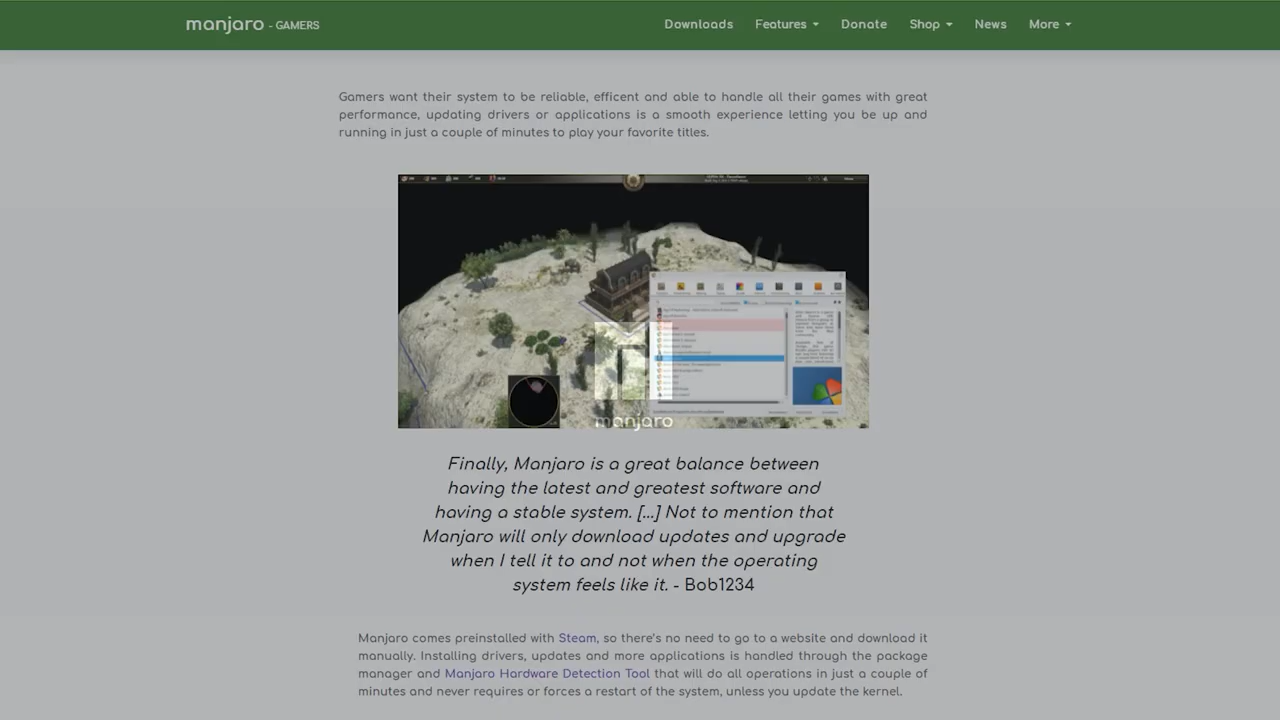 manjaro - GAMERS
Downloads
Features
Donate
Shop
News
More
Gamers want their system to be reliable, efficent and able to handle all their games with great
performance, updating drivers or applications is a smooth experience letting you be up and
running in just a couple of minutes to play your favorite titles.
manjaro
Finally, Manjaro is a great balance between
having the latest and greatest software and
having a stable system. [...] Not to mention that
Manjaro will only download updates and upgrade
when I tell it to and not when the operating
system feels like it. - Bob1234
Manjaro comes preinstalled with Steam, so there's no need to go to a website and download it
manually. Installing drivers, updates and more applications is handled through the package
manager and Manjaro Hardware Detection Tool that will do all operations in just a couple of
minutes and never requires or forces a restart of the system, unless you update the kernel.